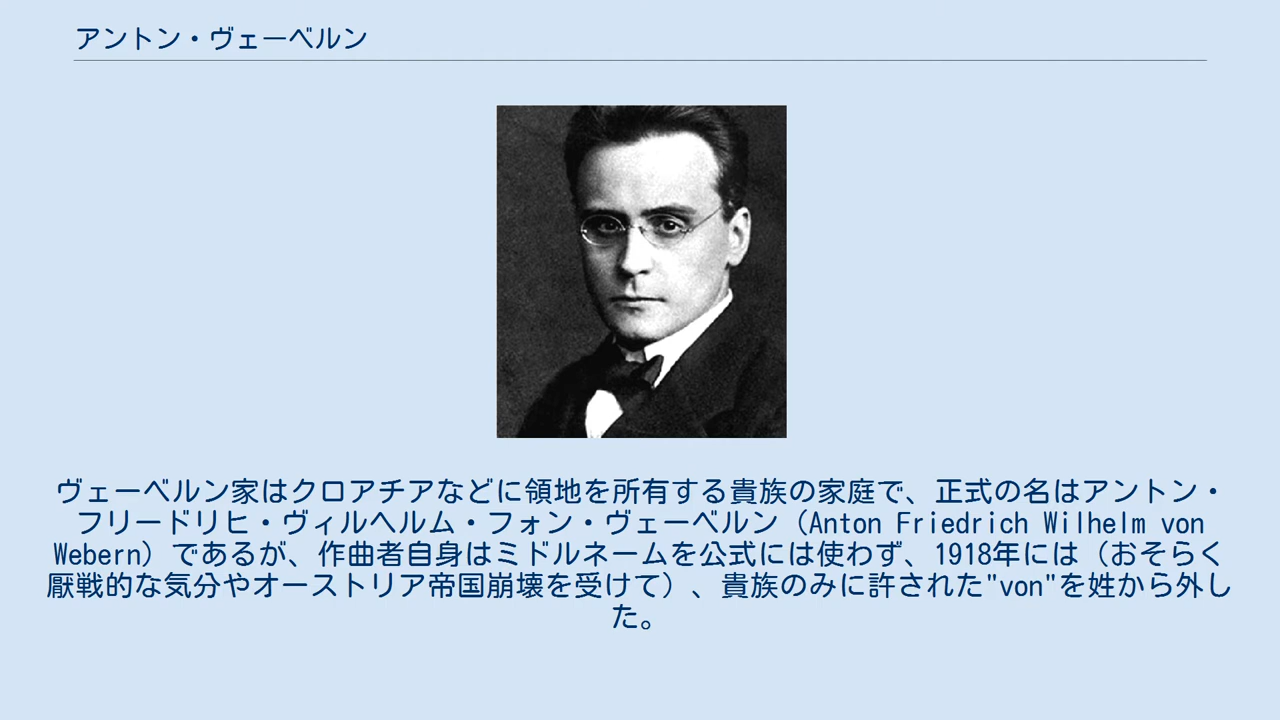 アントン・ヴェーベルン
ヴェーベルン家はクロアチアなどに領地を所有する貴族の家庭で、正式の名はアントン・
フリードリヒ・ヴィルヘルム・フォン・ヴェーベルン（Anton Friedrich Wilhelm von
Webern）であるが、作曲者自身はミドルネームを公式には使わず、1918年には（おそらく
厭戦的な気分やオーストリア帝国崩壊を受けて）、貴族のみに許された"von"を姓から外し
た。